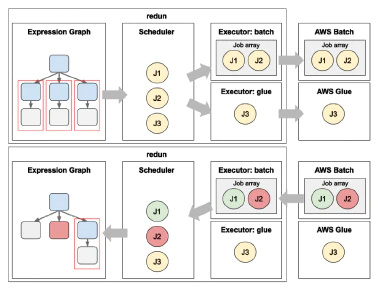 redun
Expression Graph
Scheduler
Executor: batch
AWS Batch
Job array
Job array
J1
J1
J2
J1
J2
J2
J3
Executor: glue
AWS Glue
J3
J3
redun
Expression Graph
Scheduler
Executor: batch
AWS Batch
Job array
Job array
J1
J1
J2
J1
J2
J2
J3
Executor: glue
AWS Glue
J3
J3